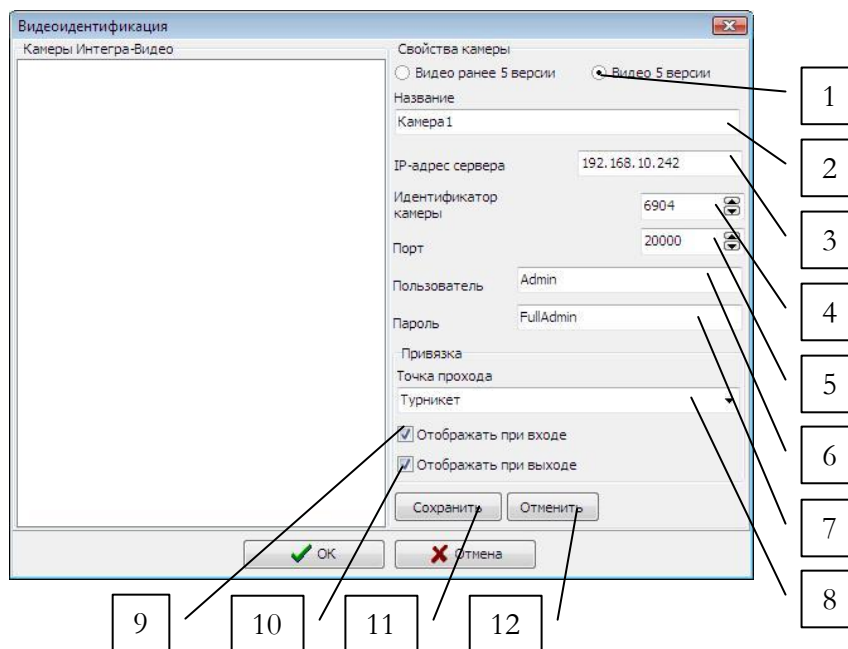 Видеоидентификация
Камеры Интегра-Видео
Свойства камеры
Видео ранее 5 версии
Видео 5 версии
1
Название
Камера1
2
IP-адрес сервера
192.168.10.242
3
Идентификатор
камеры
6904
4
Порт
20000
5
Пользователь
Admin
6
Пароль
FullAdmin
7
Привязка
Точка прохода
Турникет
8
Отображать при входе
Отображать при выходе
Сохранить
Отменить
OK
Отмена
9
10
11
12